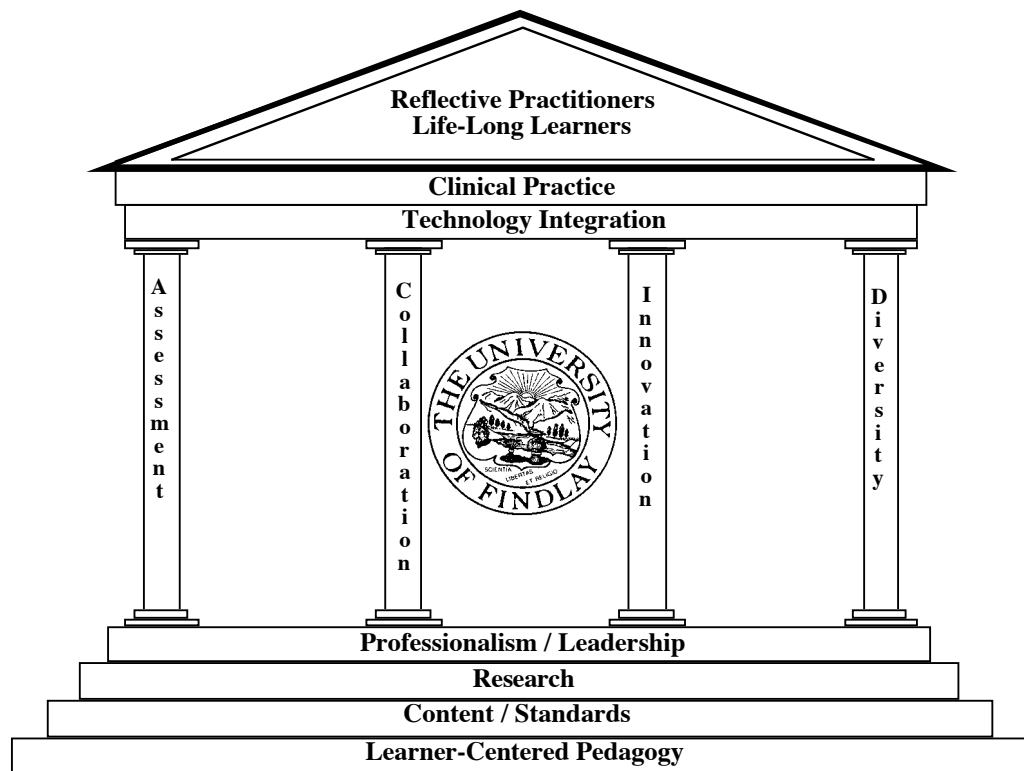 Reflective Practitioners
Life-Long Learners
Clinical Practice
Technology Integration
Assessment
Collaboration
Innovation
Diversity
THE UNIVERSITY
OF FINDLAY
SCIENTIA
LIBERTAS
ET RELIGIO
Professionalism / Leadership
Research
Content / Standards
Learner-Centered Pedagogy